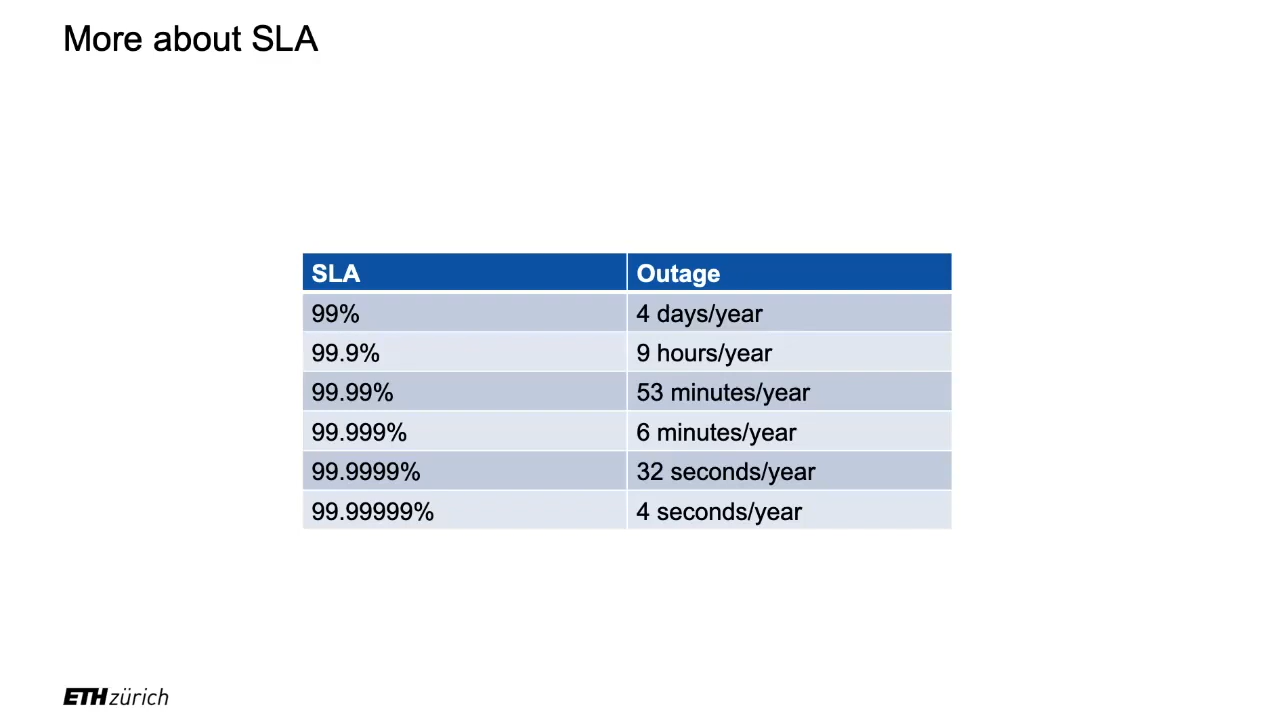 More about SLA
SLA Outage
99% 4 days/year
99.9% 9 hours/year
99.99% 53 minutes/year
99.999% 6 minutes/year
99.9999% 32 seconds/year
99.99999% 4 seconds/year
ETH zürich